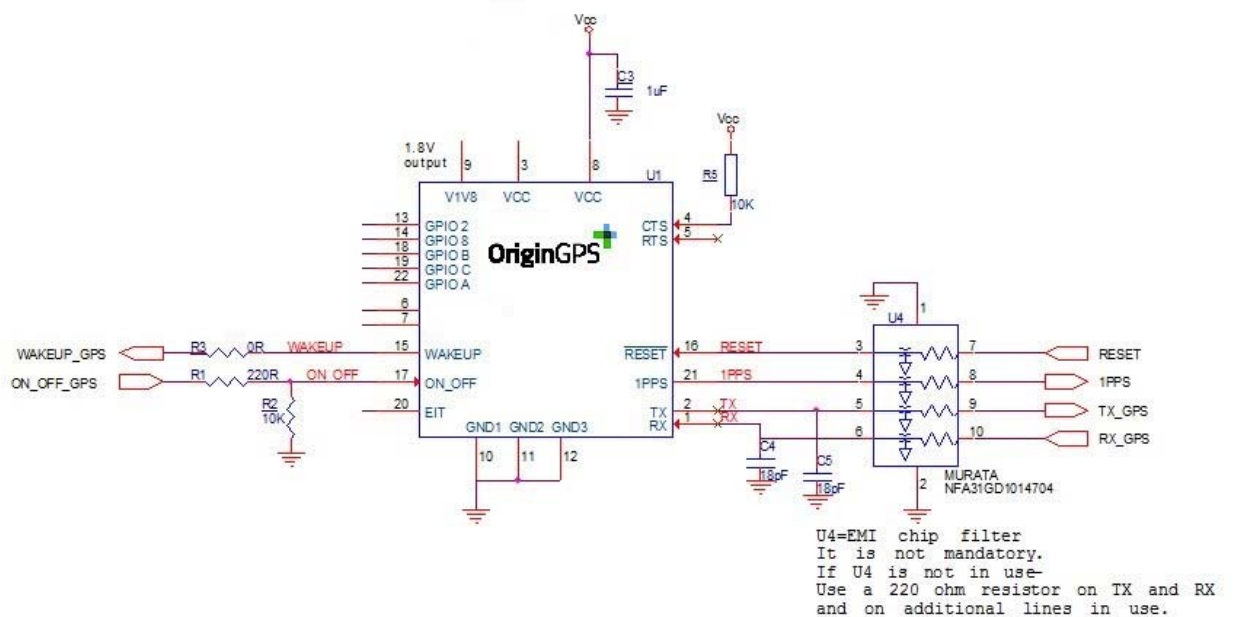 Vcc
C3
1uF
Vcc
1.8V
output
9
3
8
U1
R5
10K
V1V8
VCC
VCC
13
GPIO 2
14
GPIO 8
18
GPIO B
19
GPIO C
22
GPIO A
OriginGPS
CTS
4
RTS
5
6
7
1
U4
WAKEUP_GPS
R3
0R
WAKEUP
15
WAKEUP
RESET
16
RESET
3
7
RESET
ON_OFF_GPS
R1
220R
ON OFF
17
ON_OFF
1PPS
21
1PPS
4
8
1PPS
R2
10K
20
EIT
TX
2
TX
5
9
TX_GPS
RX
1
RX
6
10
RX_GPS
GND1
GND2
GND3
10
11
12
C4
18pF
C5
18pF
2
MURATA
NFA31GD1014704
U4=EMI chip filter
It is not mandatory.
If U4 is not in use-
Use a 220 ohm resistor on TX and RX
and on additional lines in use.